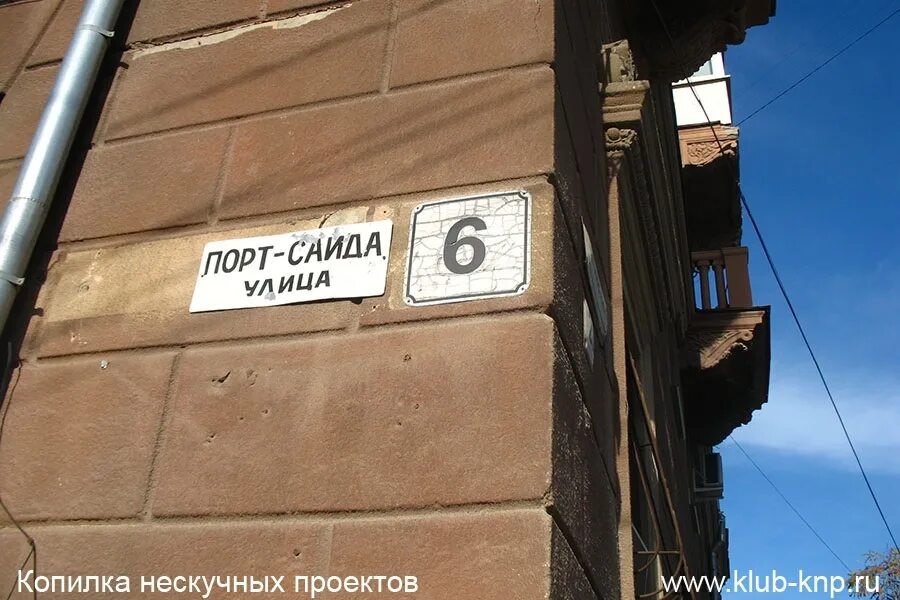 ПОРТ-САИДА
УЛИЦА
6
Копилка нескучных проектов
www.klub-knp.ru